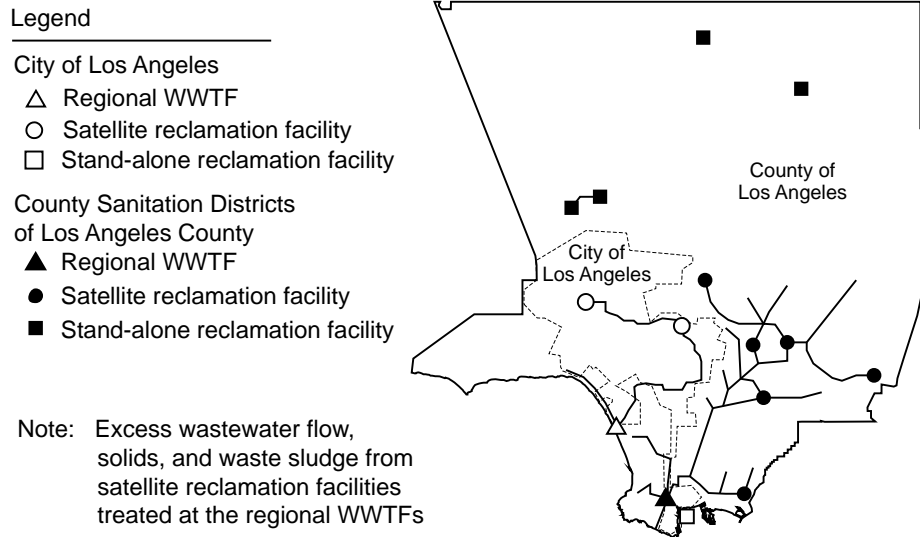 Legend
City of Los Angeles
Regional WWTF
Satellite reclamation facility
Stand-alone reclamation facility
County Sanitation Districts
of Los Angeles County
Regional WWTF
Satellite reclamation facility
Stand-alone reclamation facility
Note: Excess wastewater flow,
solids, and waste sludge from
satellite reclamation facilities
treated at the regional WWTFs
County of
Los Angeles
City of
Los Angeles